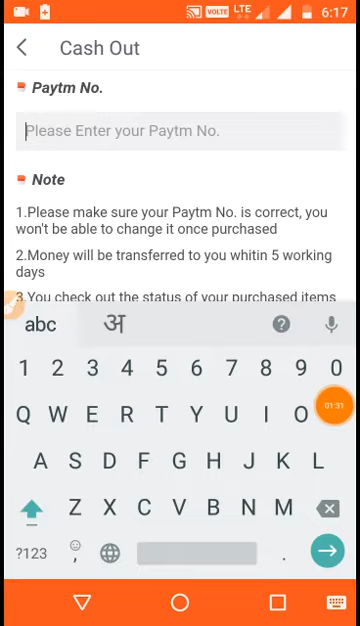 VOLTE LTE 6:17
Cash Out
Paytm No.
Please Enter your Paytm No.
Note
1.Please make sure your Paytm No. is correct, you
won't be able to change it once purchased
2.Money will be transferred to you whitin 5 working
days
3.You check out the status of your purchased items
abc अ ?
1 2 3 4 5 6 7 8 9 0
Q W E R T Y U I O
01:31
A S D F G H J K L
Z X C V B N M
?123 , .